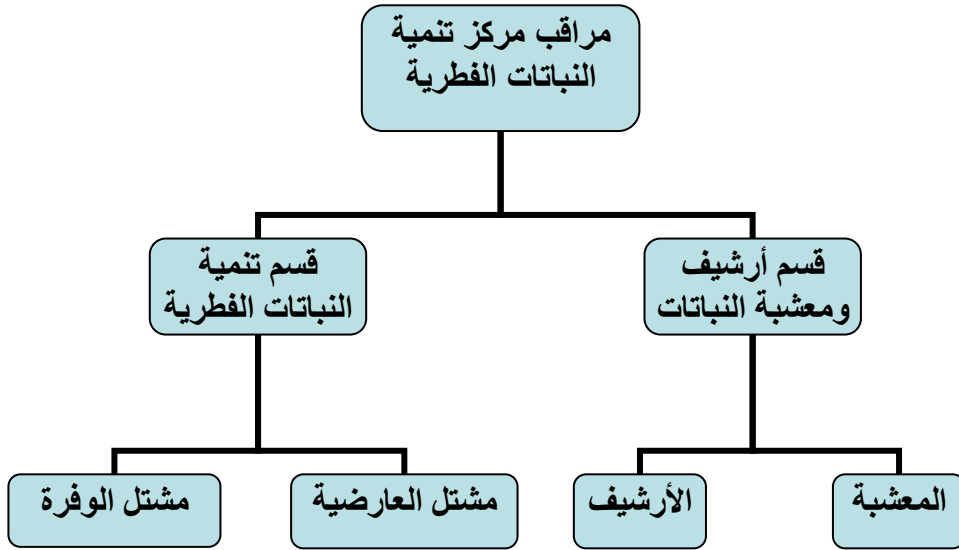 مراقب مركز تنمية
النباتات الفطرية
قسم أرشيف
ومعشبة النباتات
قسم تنمية
النباتات الفطرية
المعشبة
الأرشيف
مشتل العارضية
مشتل الوفرة